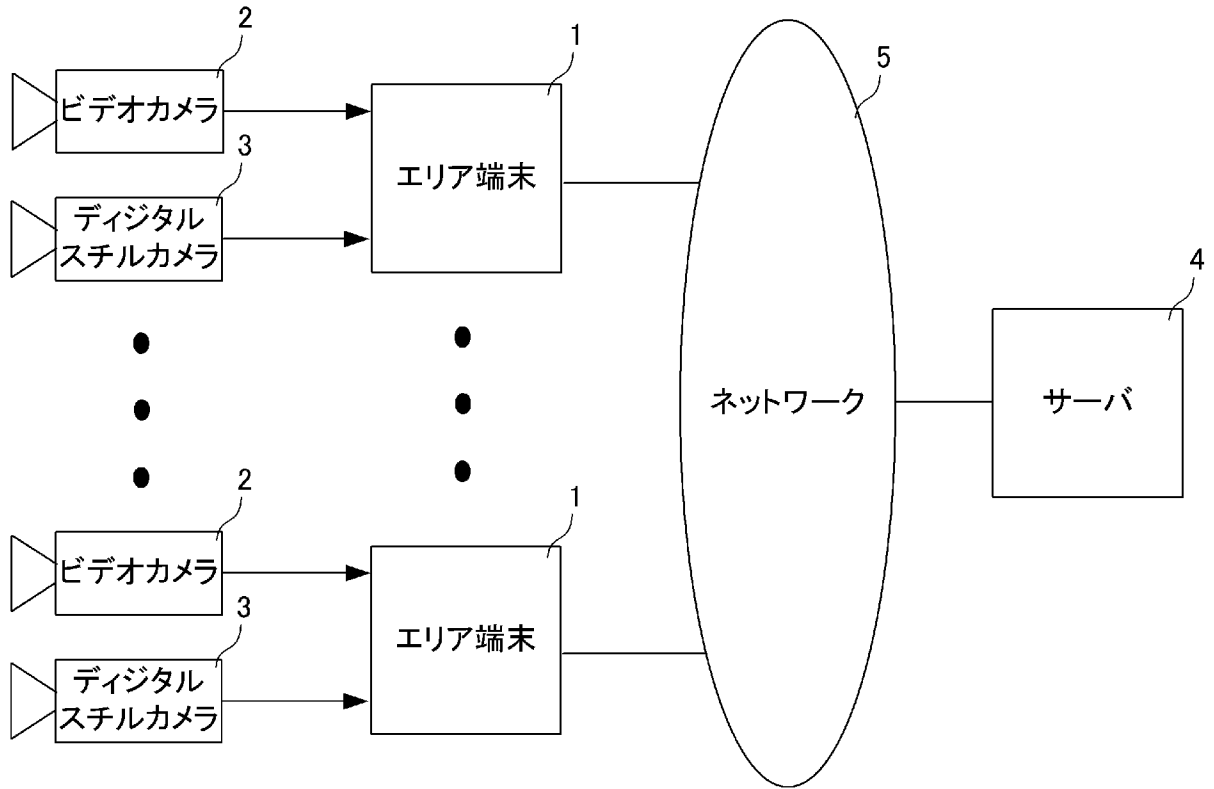 2
ビデオカメラ
3
ディジタル
スチルカメラ
1
エリア端末
5
ネットワーク
4
サーバ
2
ビデオカメラ
3
ディジタル
スチルカメラ
1
エリア端末